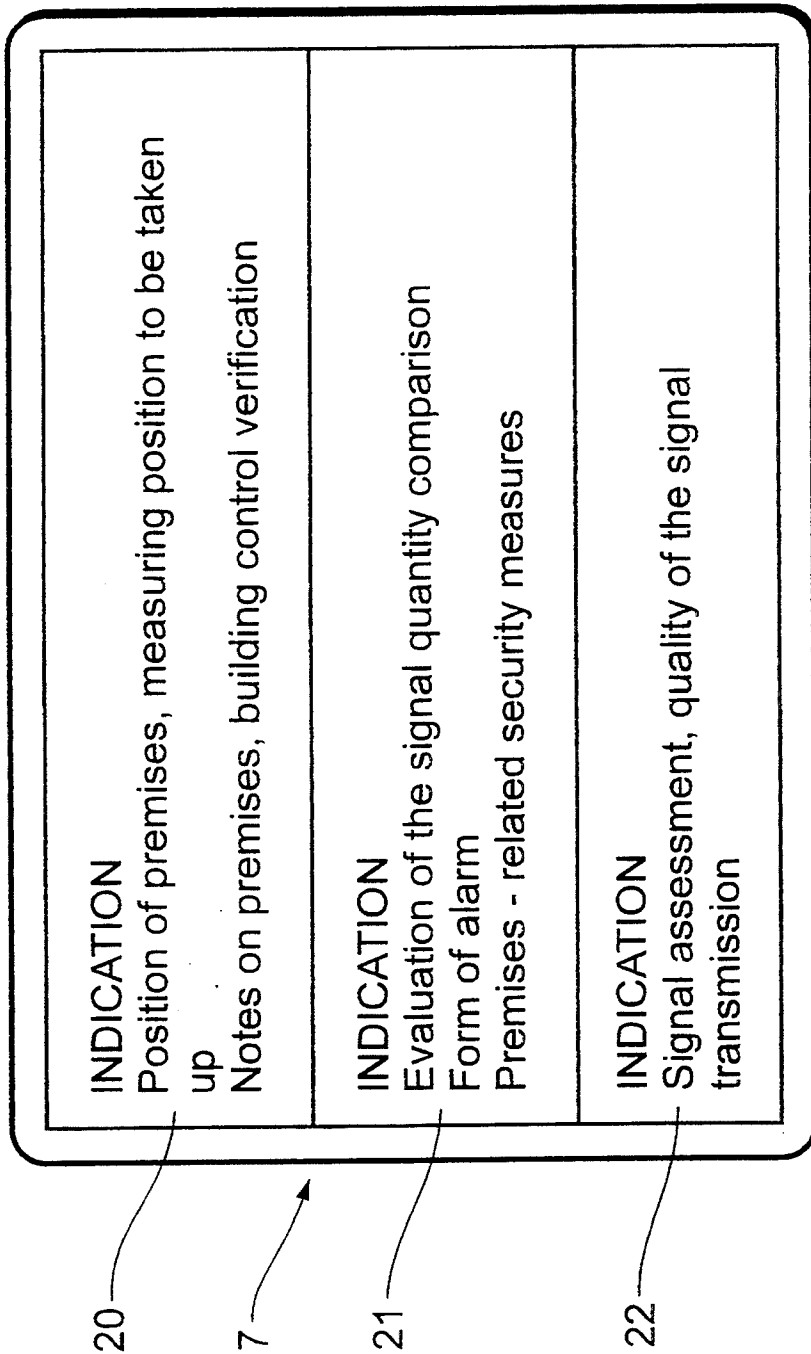 20
INDICATION
Position of premises, measuring position to be taken
up
Notes on premises, building control verification
7
21
INDICATION
Evaluation of the signal quantity comparison
Form of alarm
Premises - related security measures
22
INDICATION
Signal assessment, quality of the signal
transmission